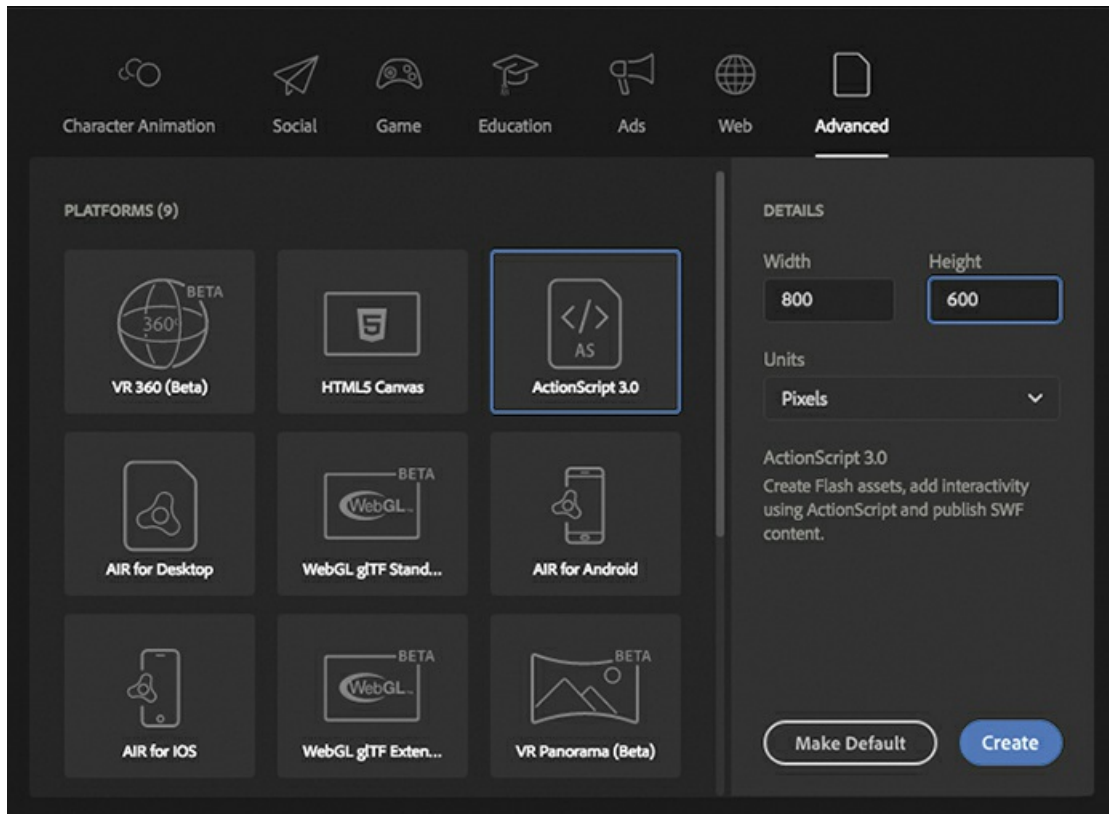 Character Animation
Social
Game
Education
Ads
Web
Advanced
PLATFORMS (9)
BETA
360°
VR 360 (Beta)
5
HTML5 Canvas
</>
AS
ActionScript 3.0
AIR for Desktop
BETA
WebGL
WebGL glTF Stand...
AIR for Android
AIR for IOS
BETA
WebGL
WebGL glTF Exten...
BETA
VR Panorama (Beta)
DETAILS
Width
Height
800
600
Units
Pixels
ActionScript 3.0
Create Flash assets, add interactivity
using ActionScript and publish SWF
content.
Make Default
Create